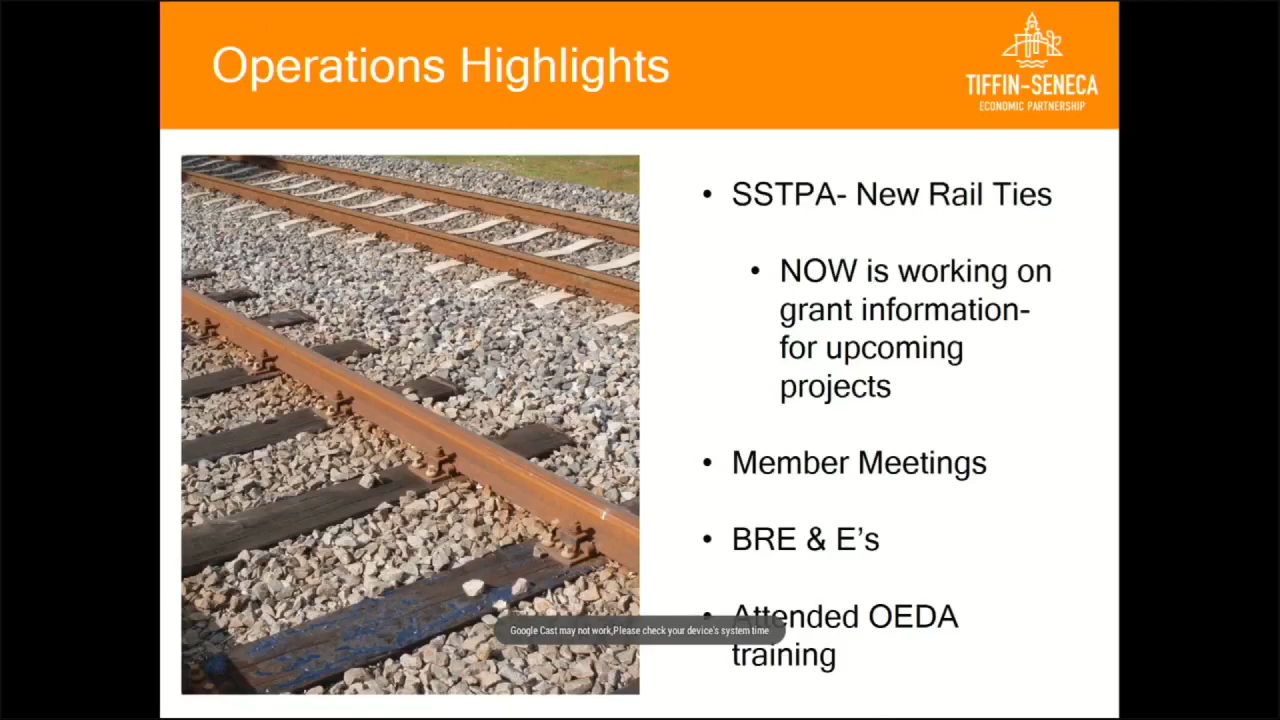 Operations Highlights
TIFFIN-SENECA
ECONOMIC PARTNERSHIP
• SSTPA- New Rail Ties
• NOW is working on
grant information-
for upcoming
projects
• Member Meetings
• BRE & E's
• Attended OEDA
training
Google Cast may not work,Please check your device's system time